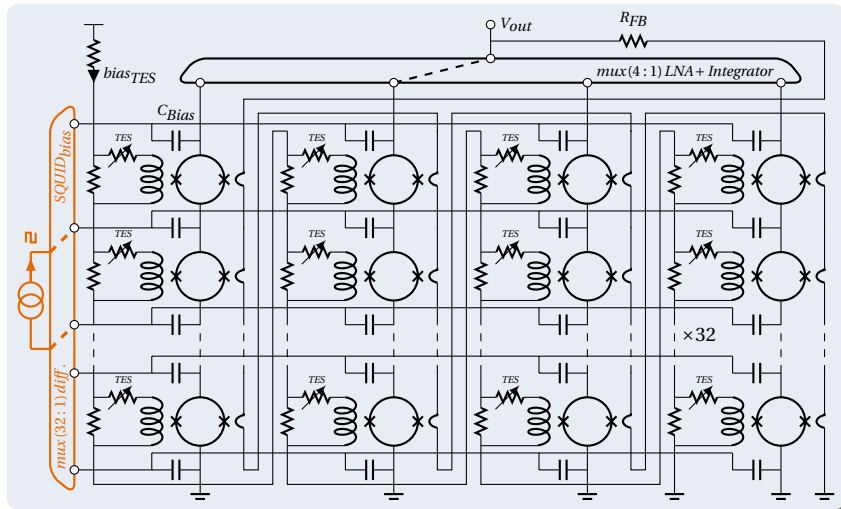 V_out
R_FB
bias_TES
mux(4:1) LNA + Integrator
C_Bias
SQUID_bias
TES
TES
TES
TES
TES
TES
TES
TES
×32
TES
TES
TES
TES
mux(32:1) diff.